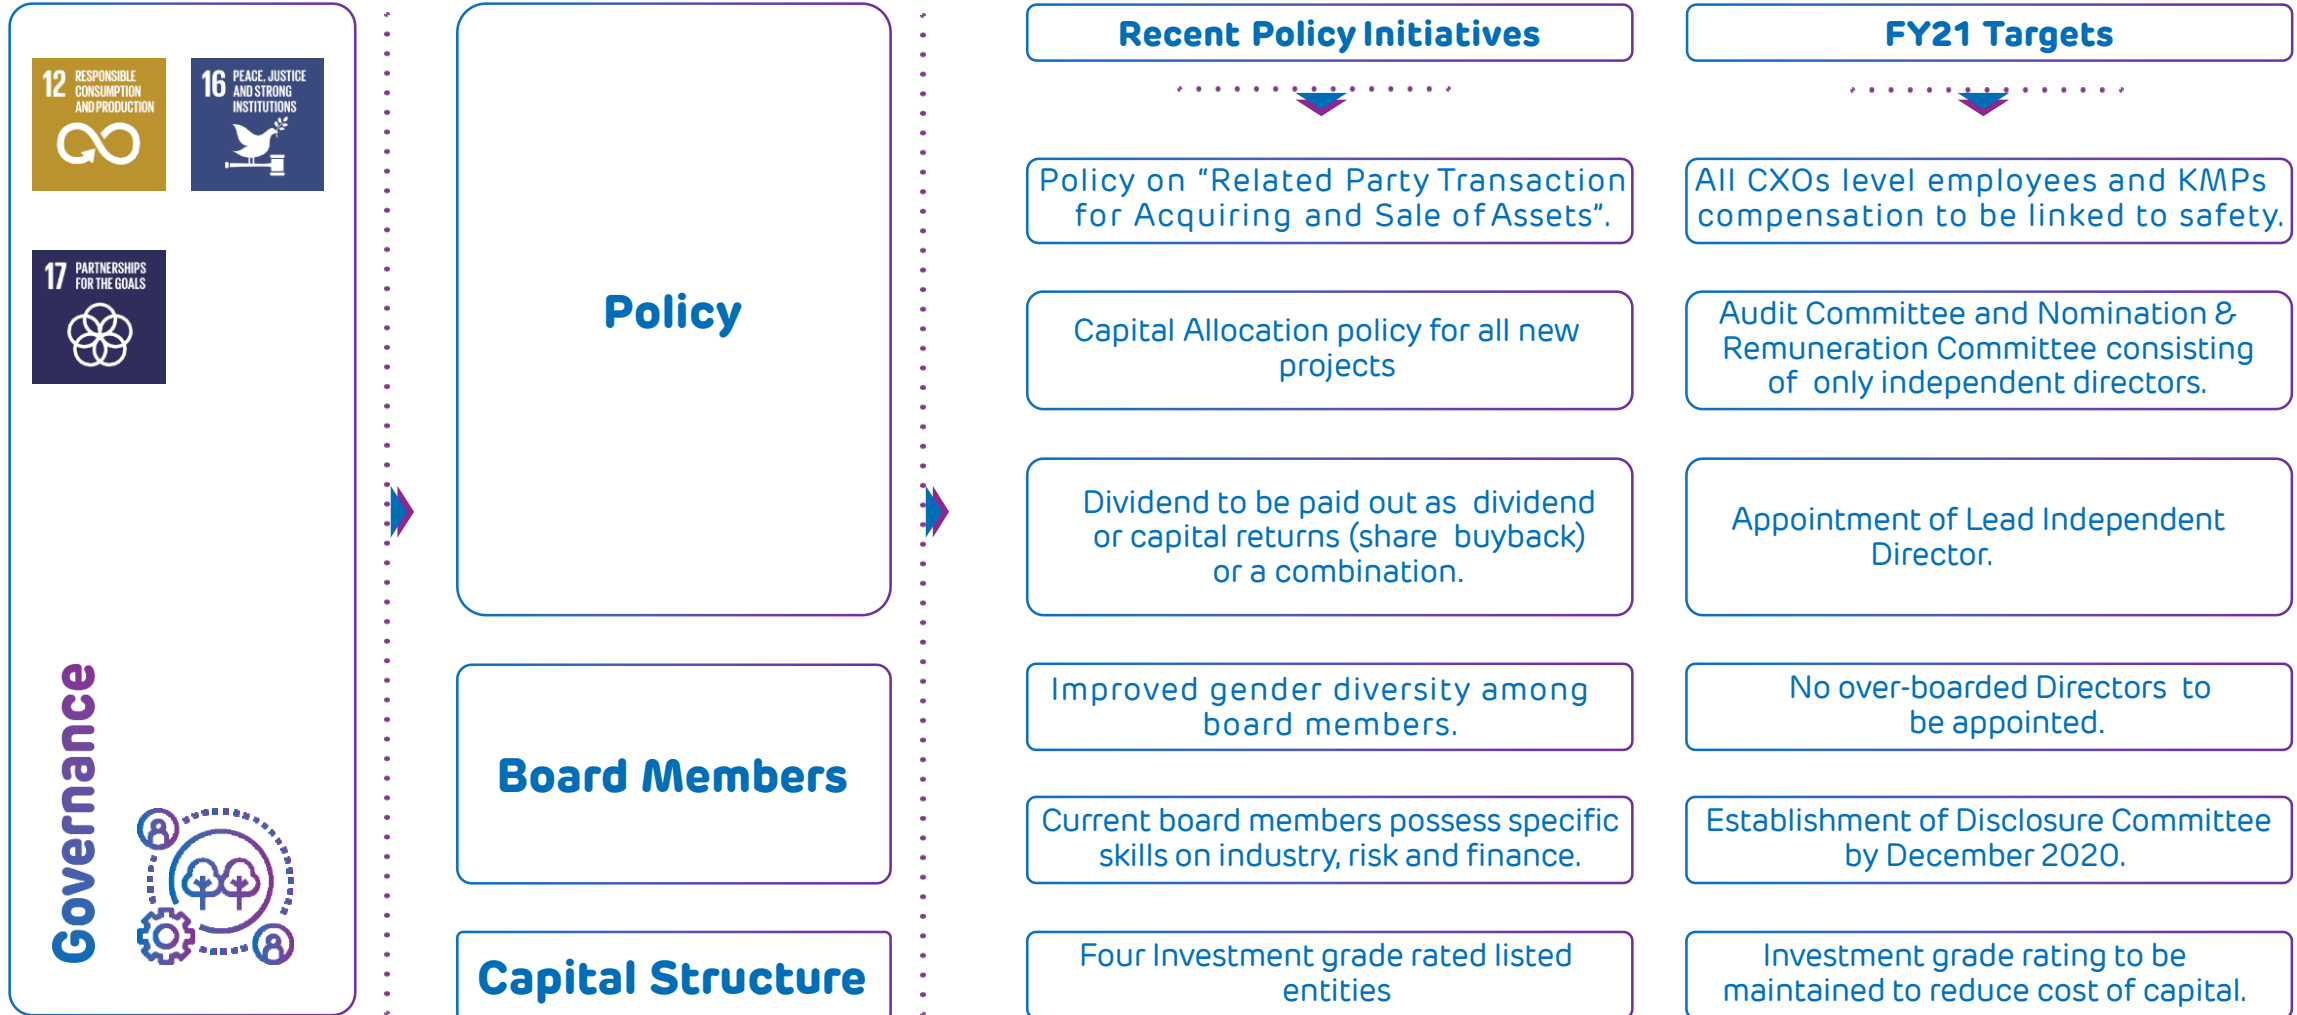 12 RESPONSIBLE
CONSUMPTION
AND PRODUCTION
16 PEACE, JUSTICE
AND STRONG
INSTITUTIONS
17 PARTNERSHIPS
FOR THE GOALS
Governance
Policy
Board Members
Capital Structure
Recent Policy Initiatives
Policy on “Related Party Transaction
for Acquiring and Sale of Assets”.
Capital Allocation policy for all new
projects
Dividend to be paid out as dividend
or capital returns (share buyback)
or a combination.
Improved gender diversity among
board members.
Current board members possess specific
skills on industry, risk and finance.
Four Investment grade rated listed
entities
FY21 Targets
All CXOs level employees and KMPs
compensation to be linked to safety.
Audit Committee and Nomination &
Remuneration Committee consisting
of only independent directors.
Appointment of Lead Independent
Director.
No over-boarded Directors to
be appointed.
Establishment of Disclosure Committee
by December 2020.
Investment grade rating to be
maintained to reduce cost of capital.